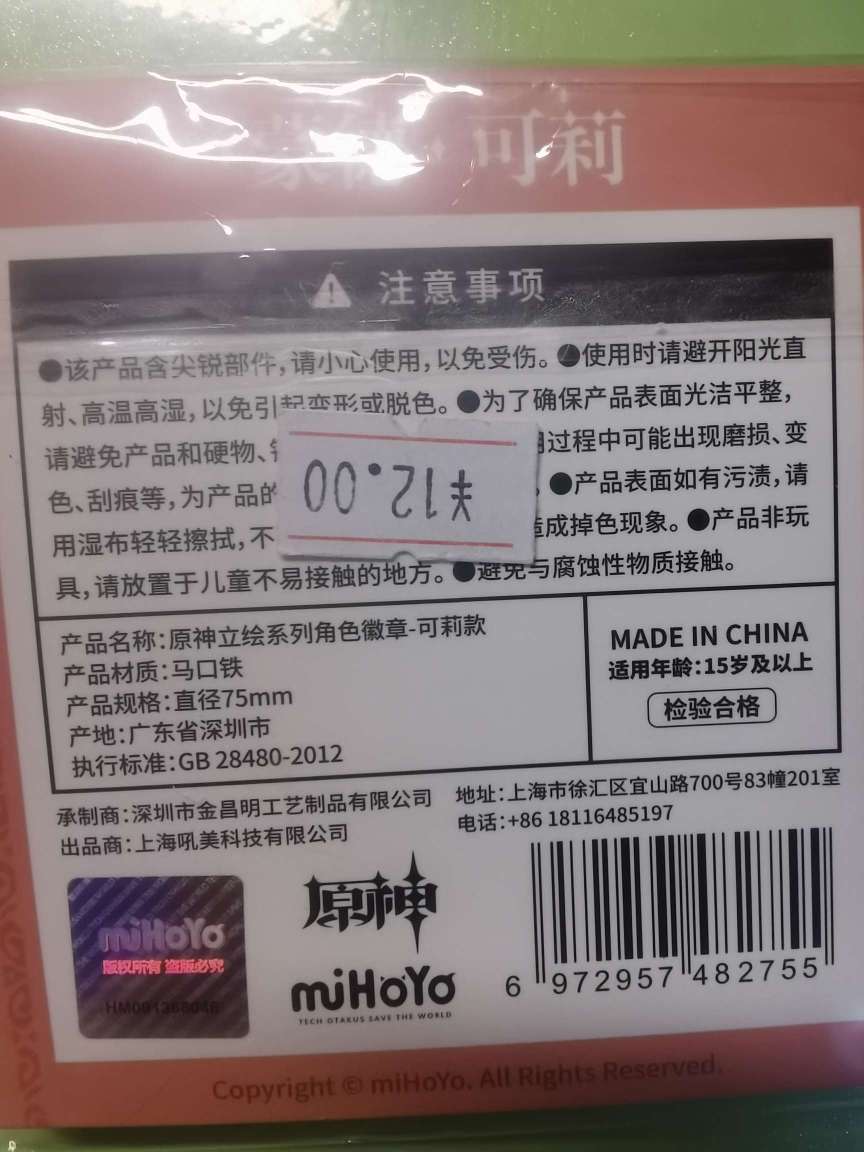 蒙德·可莉
注意事项
●该产品含尖锐部件,请小心使用,以免受伤。●使用时请避开阳光直
射、高温高湿,以免引起变形或脱色。●为了确保产品表面光洁平整,
请避免产品和硬物、 用过程中可能出现磨损、变
色、刮痕等,为产品的 。●产品表面如有污渍,请
用湿布轻轻擦拭,不 造成掉色现象。●产品非玩
具,请放置于儿童不易接触的地方。●避免与腐蚀性物质接触。
¥12.00
产品名称:原神立绘系列角色徽章-可莉款
产品材质:马口铁
产品规格:直径75mm
产地:广东省深圳市
执行标准:GB 28480-2012
MADE IN CHINA
适用年龄:15岁及以上
检验合格
承制商:深圳市金昌明工艺制品有限公司
出品商:上海吼美科技有限公司
地址:上海市徐汇区宜山路700号83幢201室
电话:+86 18116485197
miHoYo
版权所有 盗版必究
原神
miHoYo
TECH OTAKUS SAVE THE WORLD
6 972957 482755
Copyright © miHoYo. All Rights Reserved.